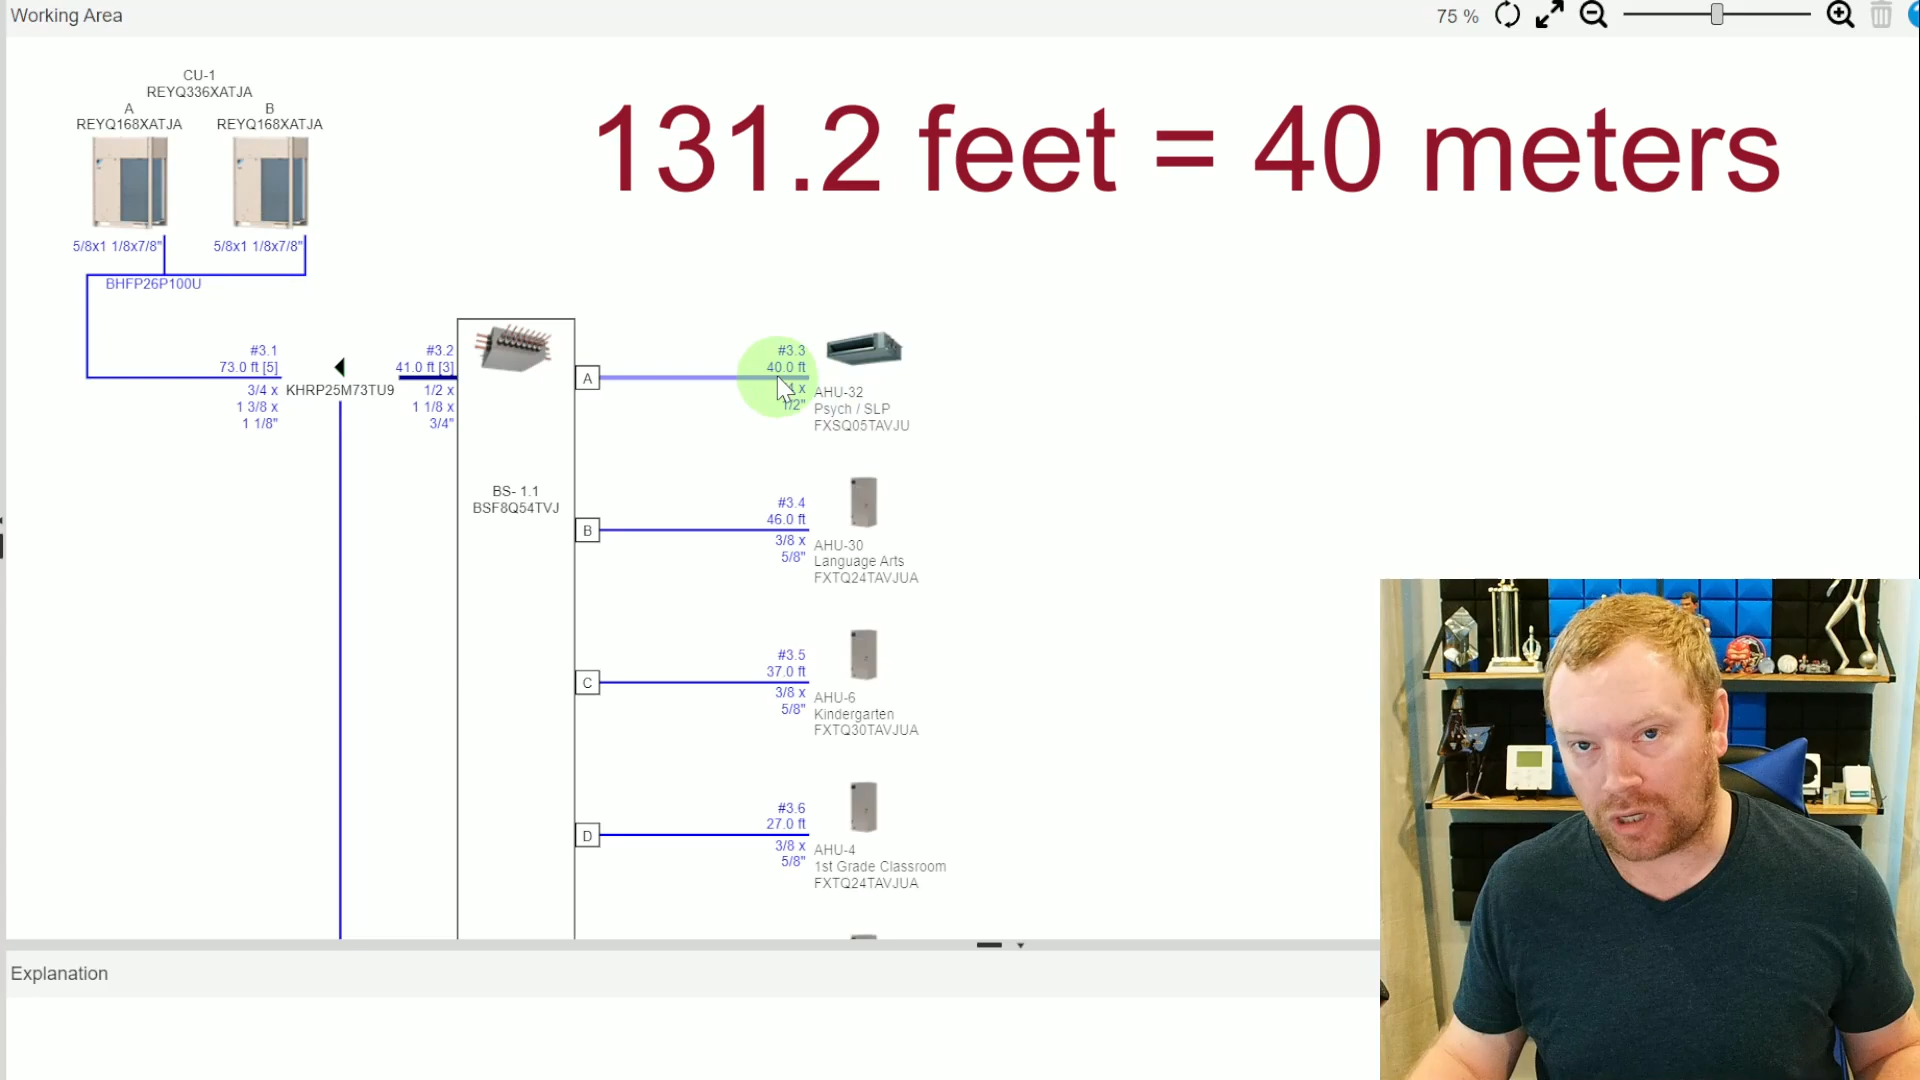 Working Area
75 %
131.2 feet = 40 meters
CU-1
REYQ336XATJA
A
REYQ168XATJA
B
REYQ168XATJA
5/8x1 1/8x7/8"
5/8x1 1/8x7/8"
BHFP26P100U
#3.1
73.0 ft [5]
3/4 x
1 3/8 x
1 1/8"
KHRP25M73TU9
#3.2
41.0 ft [3]
1/2 x
1 1/8 x
3/4"
BS- 1.1
BSF8Q54TVJ
A
#3.3
40.0 ft
x
1/2"
AHU-32
Psych / SLP
FXSQ05TAVJU
B
#3.4
46.0 ft
3/8 x
5/8"
AHU-30
Language Arts
FXTQ24TAVJUA
C
#3.5
37.0 ft
3/8 x
5/8"
AHU-6
Kindergarten
FXTQ30TAVJUA
D
#3.6
27.0 ft
3/8 x
5/8"
AHU-4
1st Grade Classroom
FXTQ24TAVJUA
Explanation